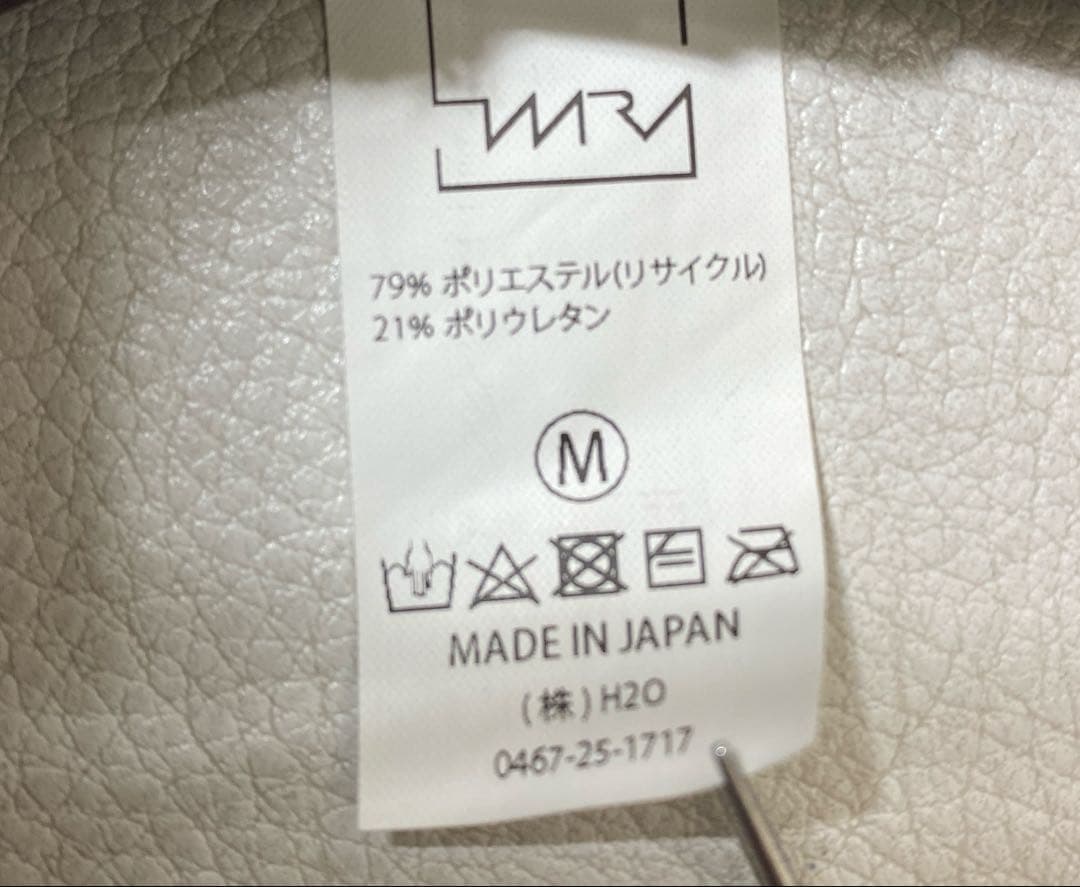 79% ポリエステル(リサイクル)
21% ポリウレタン
M
MADE IN JAPAN
(株)H2O
0467-25-1717